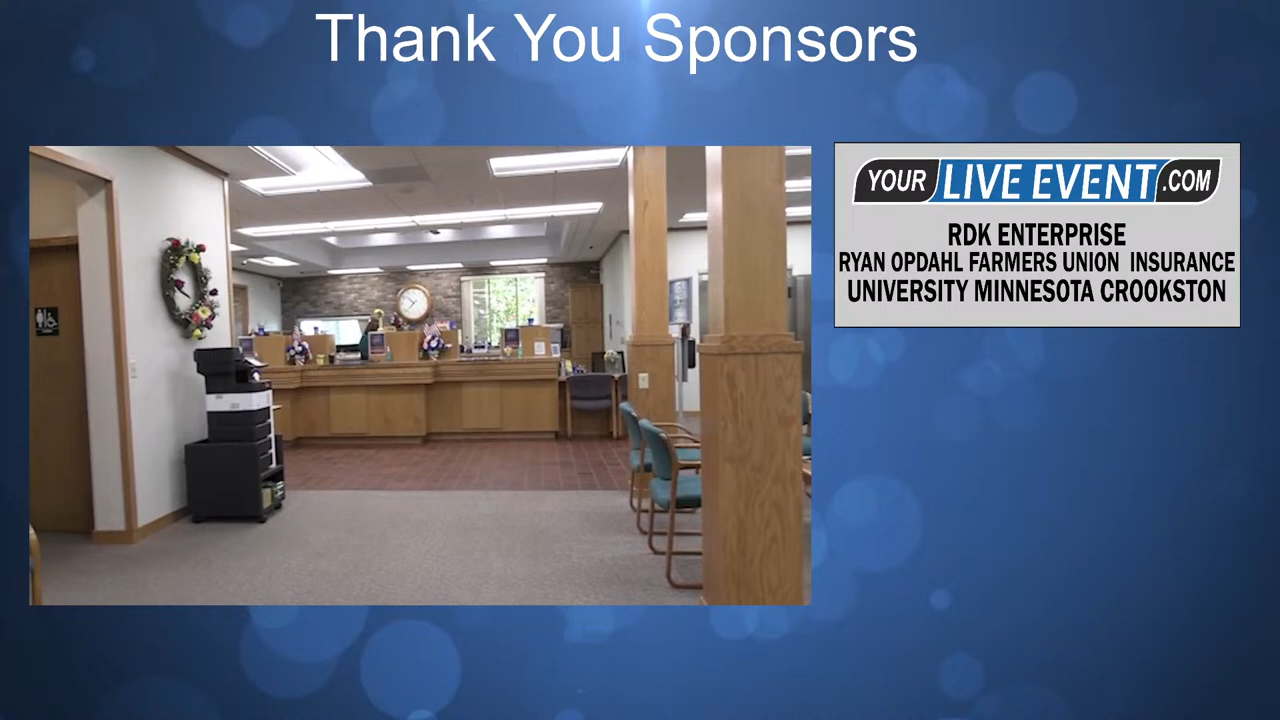 Thank You Sponsors
YOUR LIVE EVENT .COM
RDK ENTERPRISE
RYAN OPDAHL FARMERS UNION INSURANCE
UNIVERSITY MINNESOTA CROOKSTON